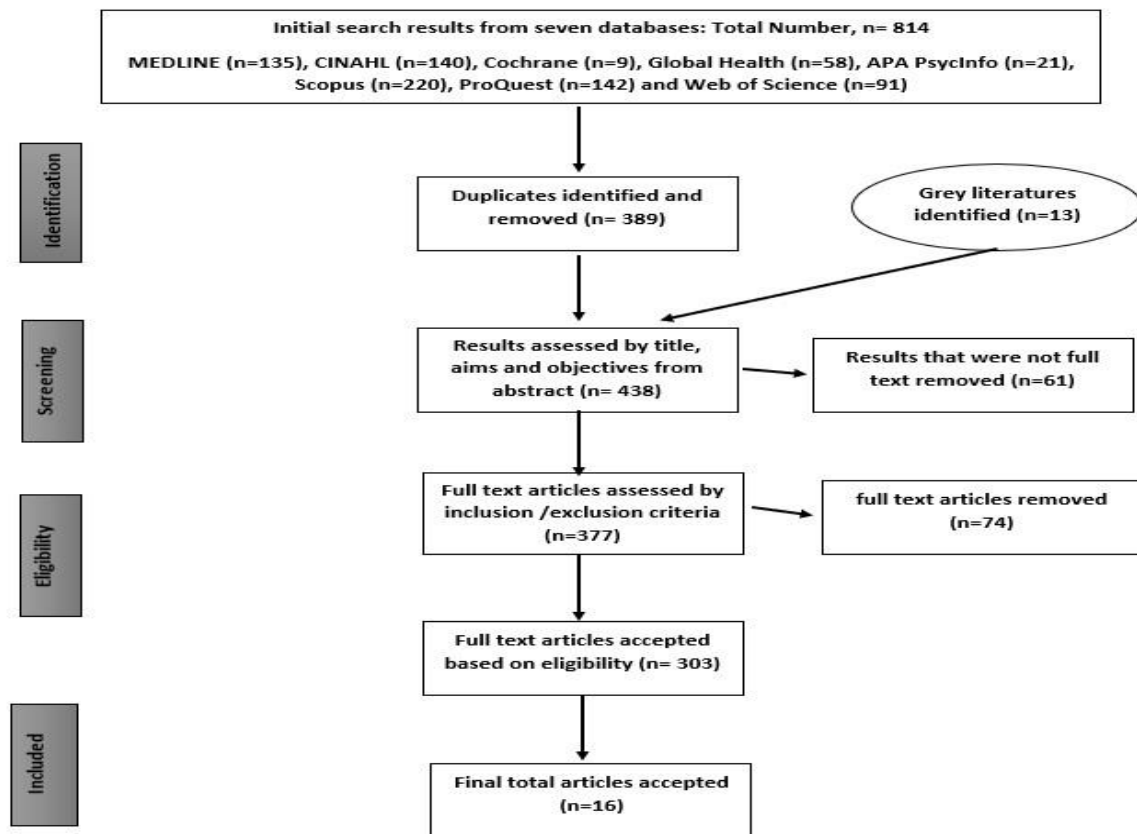 Initial search results from seven databases: Total Number, n= 814
MEDLINE (n=135), CINAHL (n=140), Cochrane (n=9), Global Health (n=58), APA PsycInfo (n=21),
Scopus (n=220), ProQuest (n=142) and Web of Science (n=91)
Identification
Duplicates identified and
removed (n= 389)
Grey literatures
identified (n=13)
Screening
Results assessed by title,
aims and objectives from
abstract (n= 438)
Results that were not full
text removed (n=61)
Eligibility
Full text articles assessed by
inclusion /exclusion criteria
(n=377)
full text articles removed
(n=74)
Full text articles accepted
based on eligibility (n= 303)
Included
Final total articles accepted
(n=16)